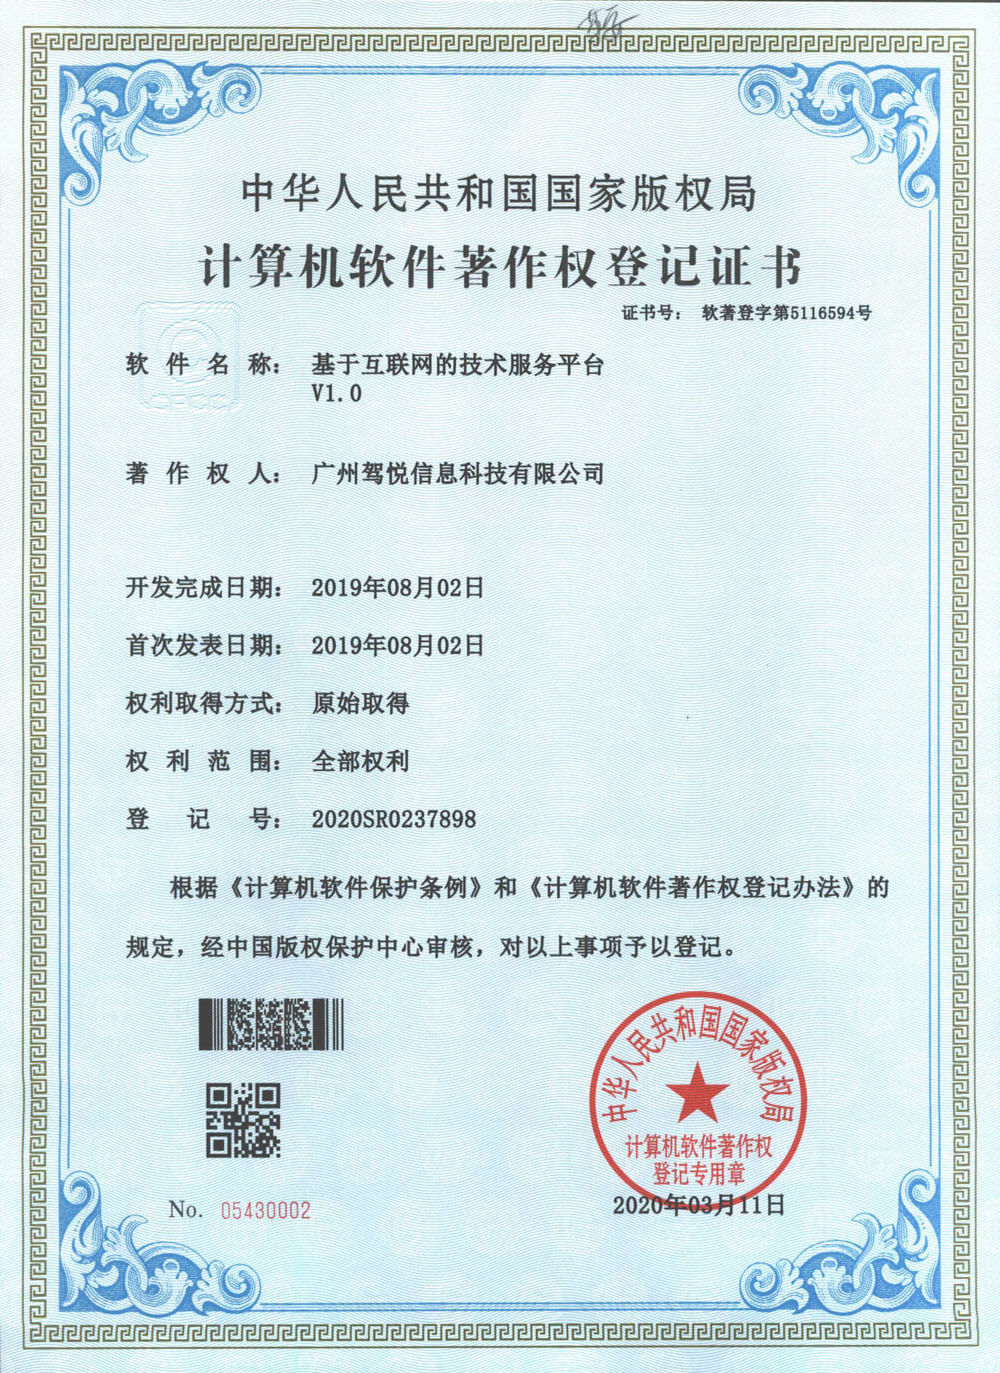 中华人民共和国国家版权局
计算机软件著作权登记证书
证书号： 软著登字第5116594号
软件名称： 基于互联网的技术服务平台
V1.0
著作权人： 广州驾悦信息科技有限公司
开发完成日期： 2019年08月02日
首次发表日期： 2019年08月02日
权利取得方式： 原始取得
权利范围： 全部权利
登记号： 2020SR0237898
根据《计算机软件保护条例》和《计算机软件著作权登记办法》的
规定，经中国版权保护中心审核，对以上事项予以登记。
中华人民共和国国家版权局
计算机软件著作权
登记专用章
2020年03月11日
No. 05430002